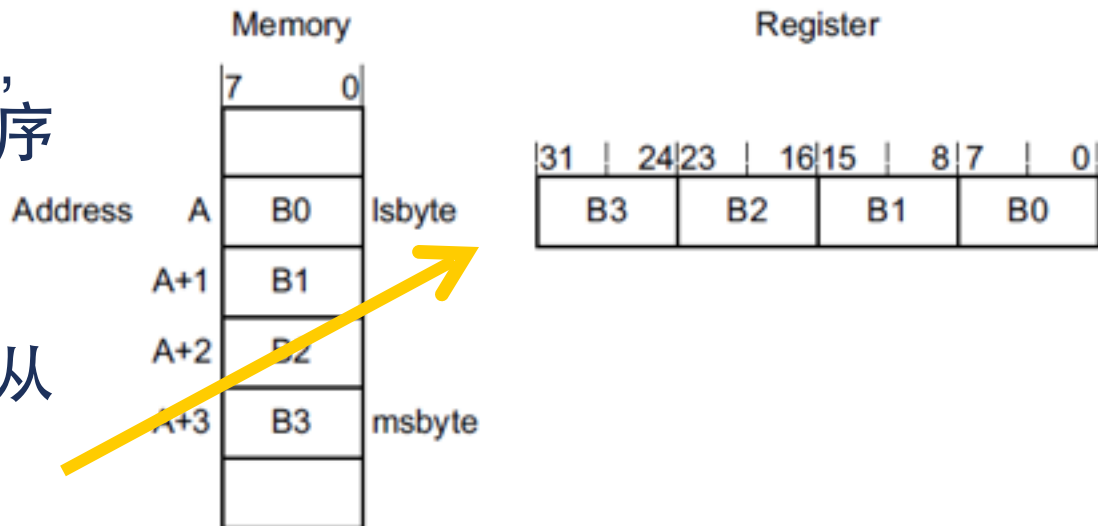 Memory
Register
，
7 0
序
31 24 23 16 15 8 7 0
Address A B0 lsbyte
B3 B2 B1 B0
A+1 B1
A+2 B2
从
A+3 B3 msbyte